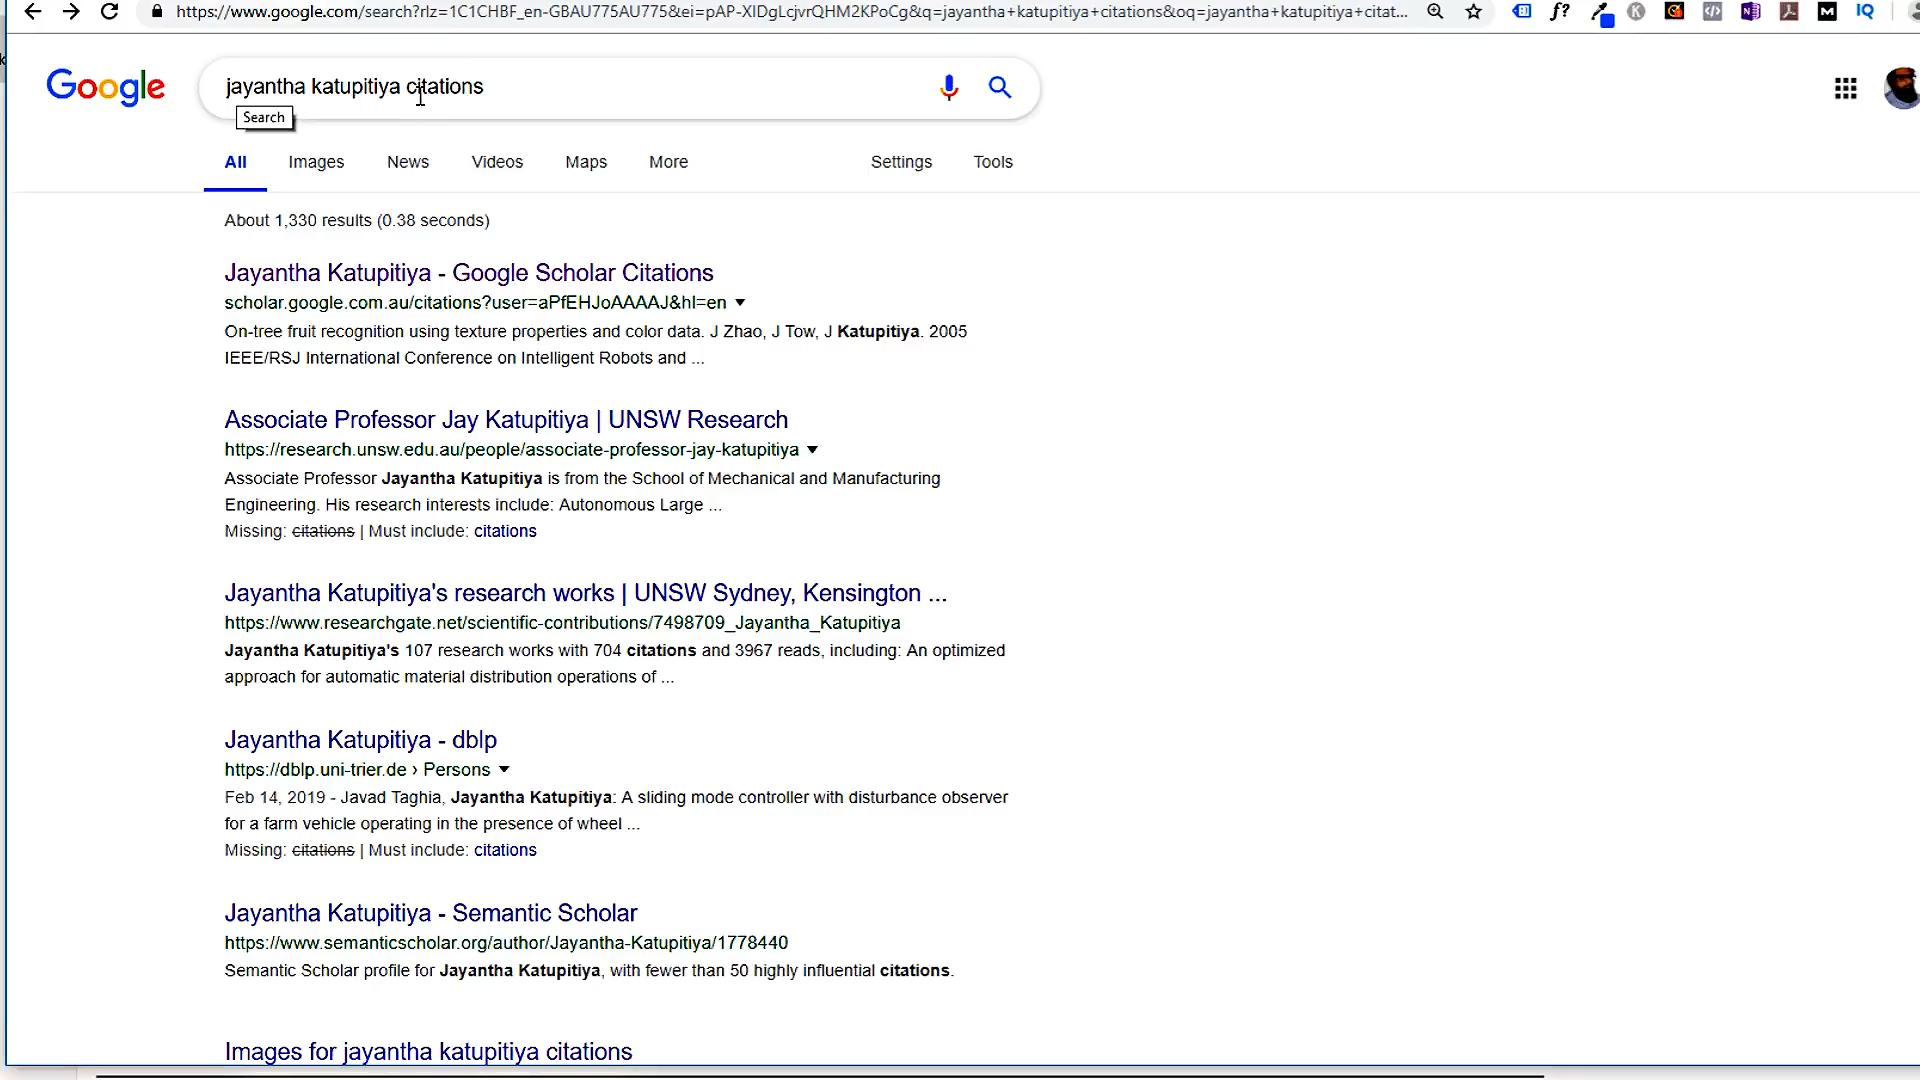 https://www.google.com/search?rlz=1C1CHBF_en-GBAU775AU775&ei=pAP-XIDgLcjvrQHM2KPoCg&q=jayantha+katupitiya+citations&oq=jayantha+katupitiya+citat...
f?
K
N
M
IQ
Google
jayantha katupitiya citations
Search
All Images News Videos Maps More Settings Tools
About 1,330 results (0.38 seconds)
Jayantha Katupitiya - Google Scholar Citations
scholar.google.com.au/citations?user=aPfEHJoAAAAJ&hl=en
On-tree fruit recognition using texture properties and color data. J Zhao, J Tow, J Katupitiya. 2005
IEEE/RSJ International Conference on Intelligent Robots and ...
Associate Professor Jay Katupitiya | UNSW Research
https://research.unsw.edu.au/people/associate-professor-jay-katupitiya
Associate Professor Jayantha Katupitiya is from the School of Mechanical and Manufacturing
Engineering. His research interests include: Autonomous Large ...
Missing: citations | Must include: citations
Jayantha Katupitiya's research works | UNSW Sydney, Kensington ...
https://www.researchgate.net/scientific-contributions/7498709_Jayantha_Katupitiya
Jayantha Katupitiya's 107 research works with 704 citations and 3967 reads, including: An optimized
approach for automatic material distribution operations of ...
Jayantha Katupitiya - dblp
https://dblp.uni-trier.de › Persons
Feb 14, 2019 - Javad Taghia, Jayantha Katupitiya: A sliding mode controller with disturbance observer
for a farm vehicle operating in the presence of wheel ...
Missing: citations | Must include: citations
Jayantha Katupitiya - Semantic Scholar
https://www.semanticscholar.org/author/Jayantha-Katupitiya/1778440
Semantic Scholar profile for Jayantha Katupitiya, with fewer than 50 highly influential citations.
Images for jayantha katupitiya citations